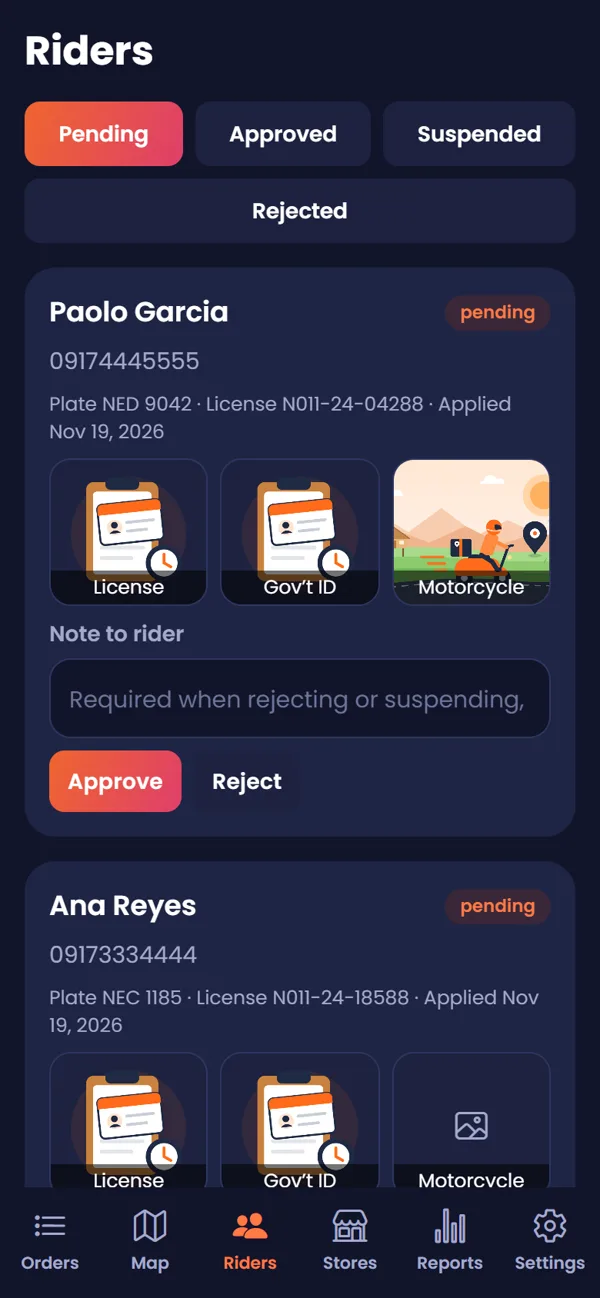 Riders
Pending
Approved
Suspended
Rejected
Paolo Garcia
pending
09174445555
Plate NED 9042 · License N011-24-04288 · Applied
Nov 19, 2026
License
Gov't ID
Motorcycle
Note to rider
Required when rejecting or suspending,
Approve
Reject
Ana Reyes
pending
09173334444
Plate NEC 1185 · License N011-24-18588 · Applied Nov
19, 2026
License
Gov't ID
Motorcycle
Orders
Map
Riders
Stores
Reports
Settings